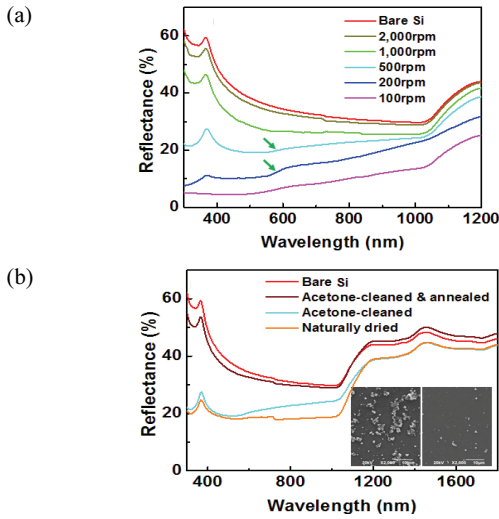 (a)
60
40
20
0
Reflectance (%)
Bare Si
2,000rpm
1,000rpm
500rpm
200rpm
100rpm
400 600 800 1000 1200
Wavelength (nm)
(b)
60
40
20
0
Reflectance (%)
Bare Si
Acetone-cleaned & annealed
Acetone-cleaned
Naturally dried
400 800 1200 1600
Wavelength (nm)